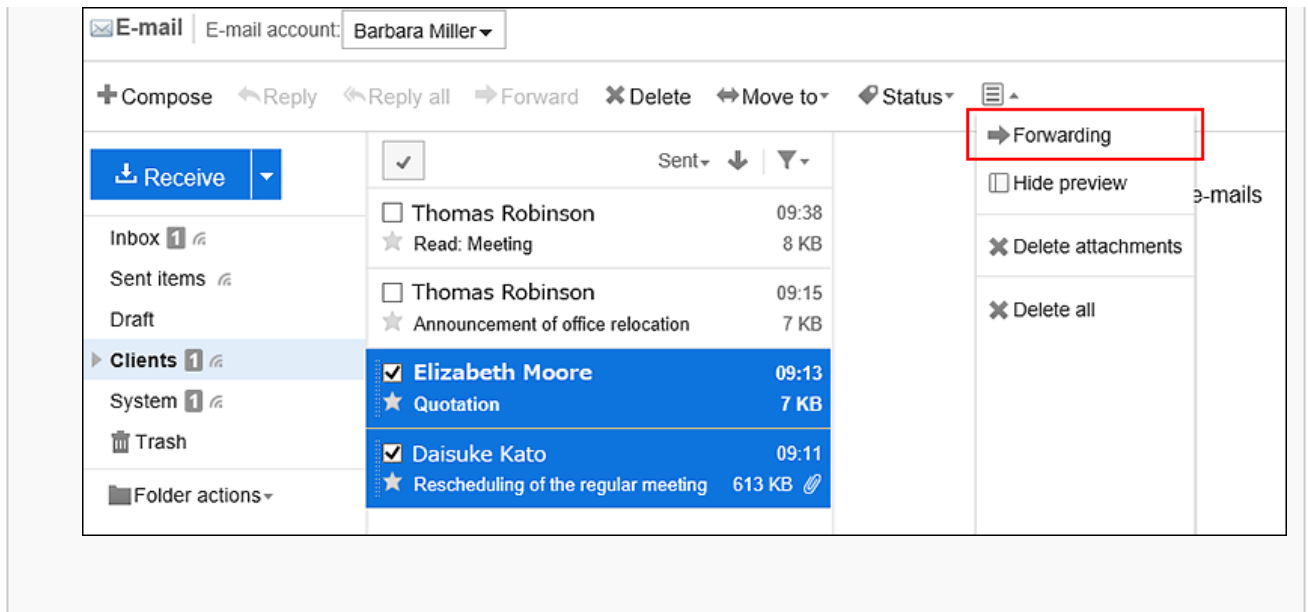 E-mail E-mail account: Barbara Miller
Compose Reply Reply all Forward Delete Move to Status
Forwarding
Hide preview
Delete attachments
Delete all
e-mails
Receive
Inbox 1
Sent items
Draft
Clients 1
System 1
Trash
Folder actions
Sent
Thomas Robinson 09:38
Read: Meeting 8 KB
Thomas Robinson 09:15
Announcement of office relocation 7 KB
Elizabeth Moore 09:13
Quotation 7 KB
Daisuke Kato 09:11
Rescheduling of the regular meeting 613 KB